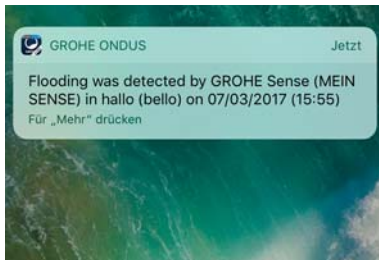 GROHE ONDUS
Jetzt
Flooding was detected by GROHE Sense (MEIN
SENSE) in hallo (bello) on 07/03/2017 (15:55)
Für „Mehr“ drücken